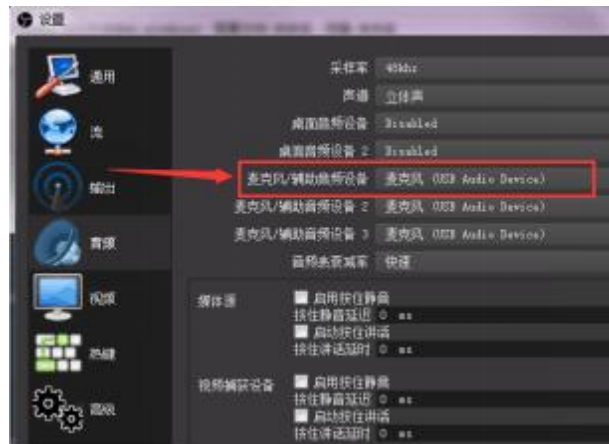 设置
通用
流
输出
音频
视频
热键
高级
采样率 48khz
声道 立体声
桌面音频设备 Disabled
桌面音频设备 2 Disabled
麦克风/辅助音频设备 麦克风 (USB Audio Device)
麦克风/辅助音频设备 2 麦克风 (USB Audio Device)
麦克风/辅助音频设备 3 麦克风 (USB Audio Device)
音频表衰减率 快速
媒体源
启用按住静音
按住静音延迟 0 ms
启动按住讲话
按住讲话延时 0 ms
视频捕获设备
启用按住静音
按住静音延迟 0 ms
启动按住讲话
按住讲话延时 0 ms